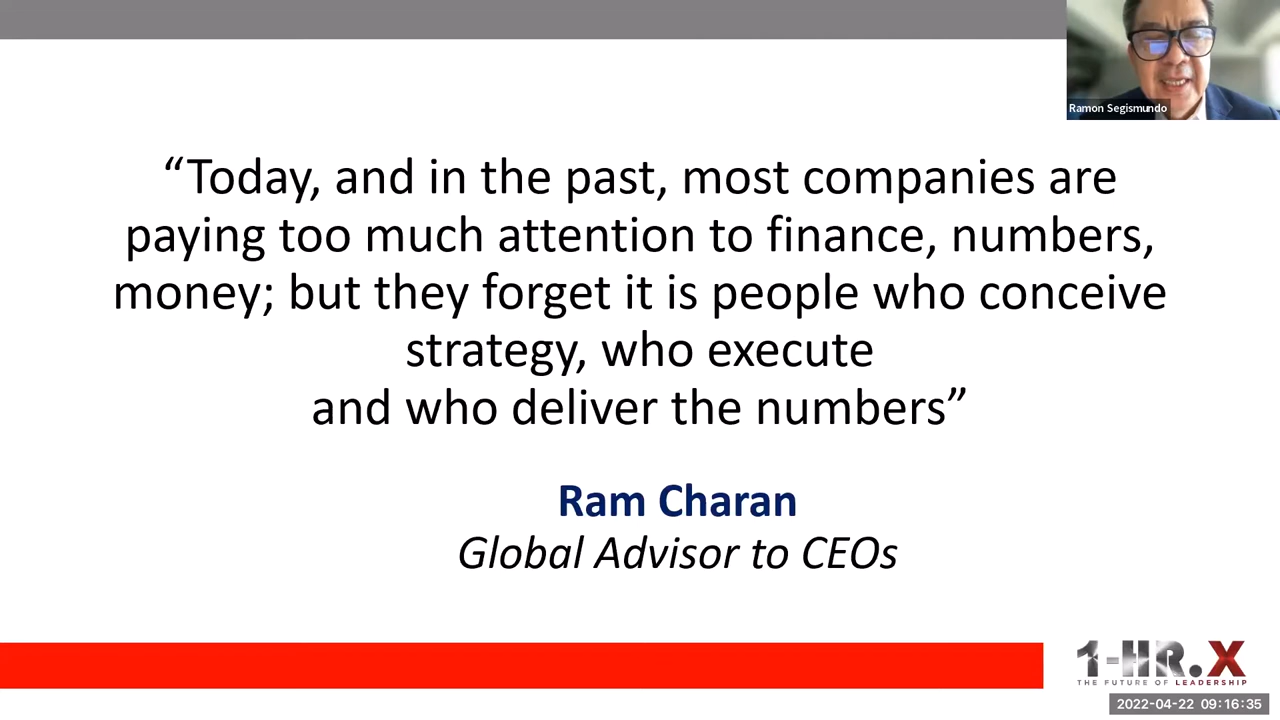 Ramon Segismundo
“Today, and in the past, most companies are
paying too much attention to finance, numbers,
money; but they forget it is people who conceive
strategy, who execute
and who deliver the numbers”
Ram Charan
Global Advisor to CEOs
1-HR.X
THE FUTURE OF LEADERSHIP
2022-04-22 09:16:35